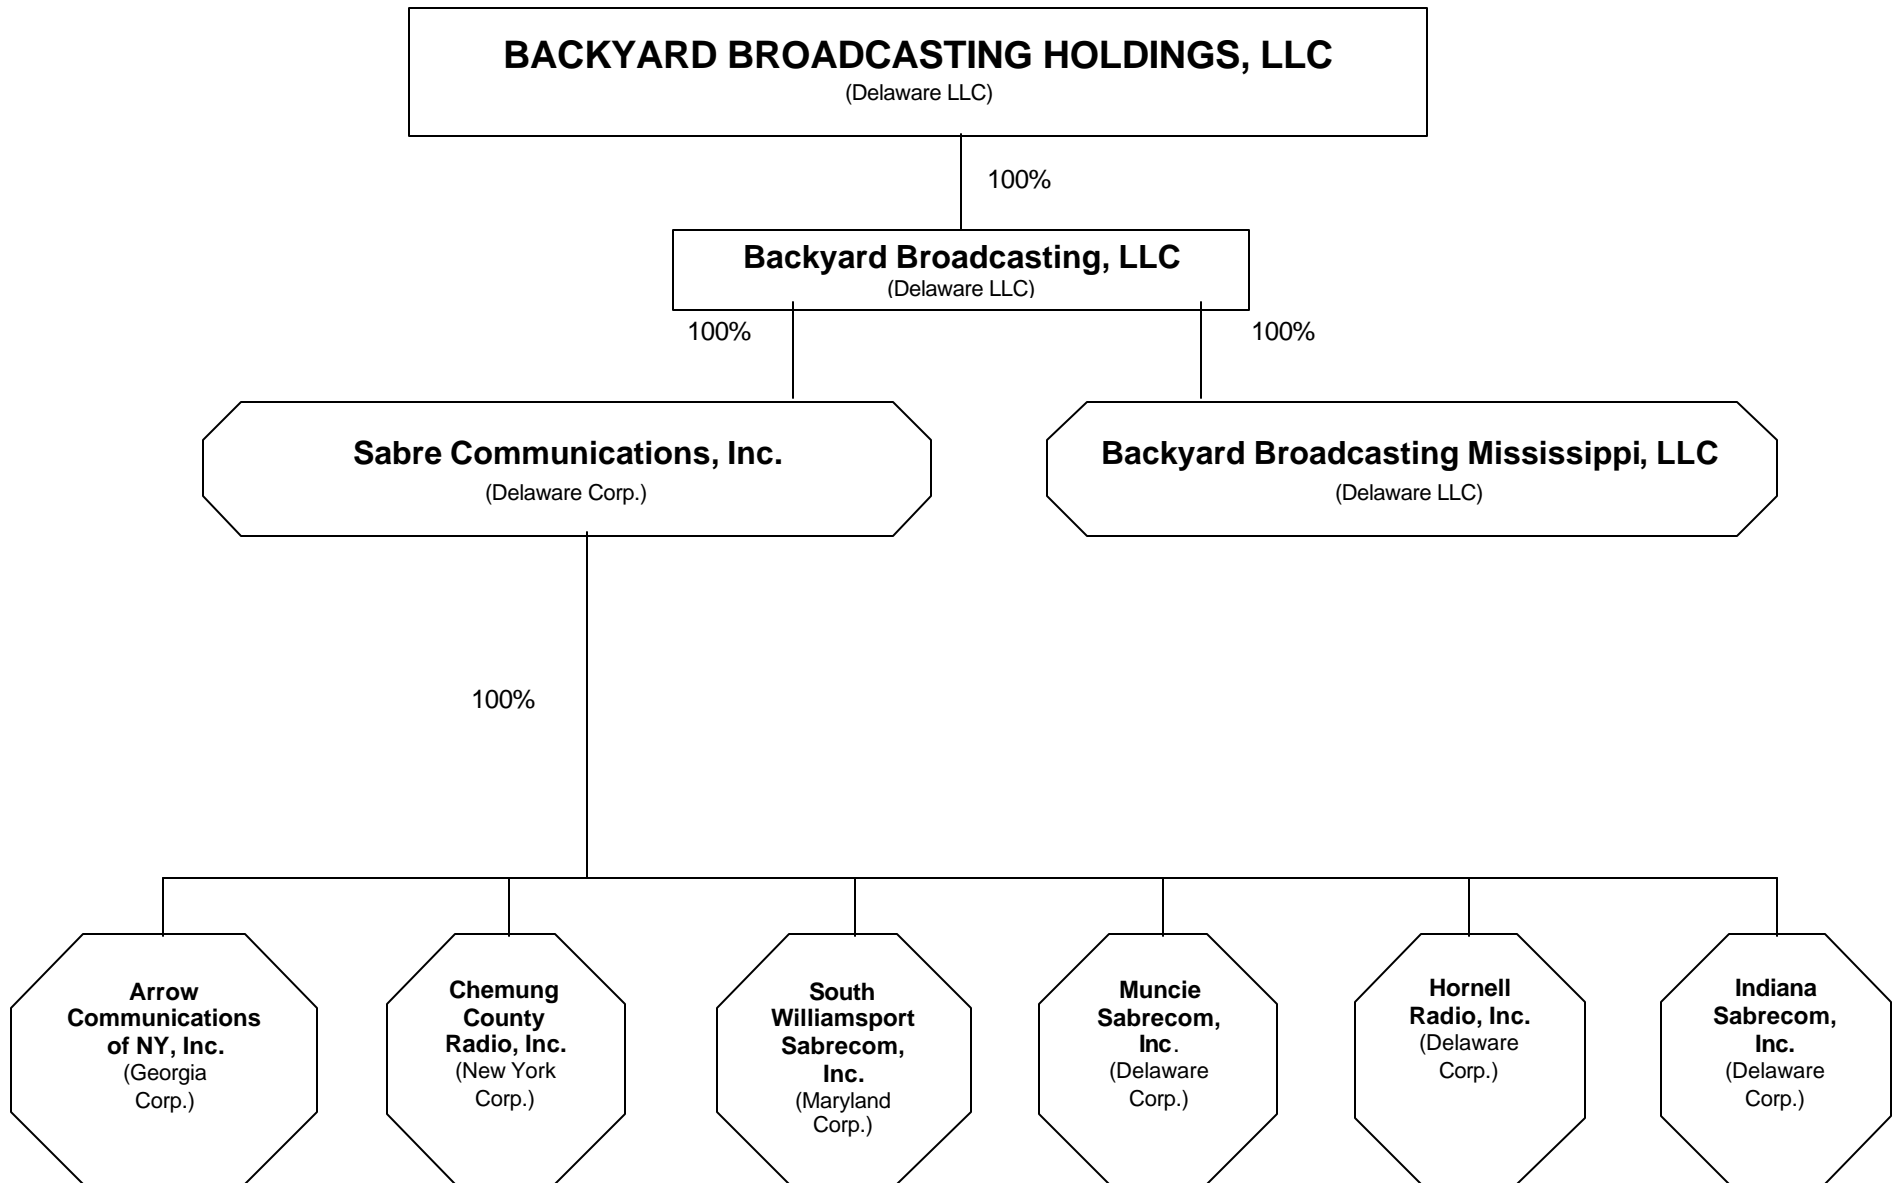 BACKYARD BROADCASTING HOLDINGS, LLC
(Delaware LLC)
100%
Backyard Broadcasting, LLC
(Delaware LLC)
100%
100%
Sabre Communications, Inc.
(Delaware Corp.)
Backyard Broadcasting Mississippi, LLC
(Delaware LLC)
100%
Arrow
Communications
of NY, Inc.
(Georgia
Corp.)
Chemung
County
Radio, Inc.
(New York
Corp.)
South
Williamsport
Sabrecom,
Inc.
(Maryland
Corp.)
Muncie
Sabrecom,
Inc.
(Delaware
Corp.)
Hornell
Radio, Inc.
(Delaware
Corp.)
Indiana
Sabrecom,
Inc.
(Delaware
Corp.)